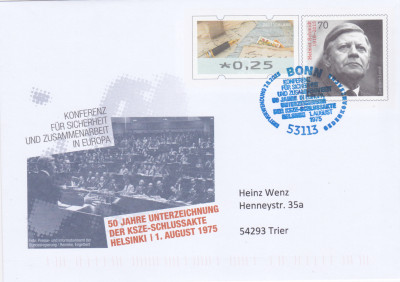 *0,25
70
BONN
KONFERENZ
FÜR SICHERHEIT
UND ZUSAMMENARBEIT
IN EUROPA
50 JAHRE
UNTERZEICHNUNG
DER KSZE-SCHLUSSAKTE
HELSINKI 1. AUGUST
1975
53113
KONFERENZ
FÜR SICHERHEIT
UND ZUSAMMENARBEIT
IN EUROPA
50 JAHRE UNTERZEICHNUNG
DER KSZE-SCHLUSSAKTE
HELSINKI | 1. AUGUST 1975
Heinz Wenz
Henneystr. 35a
54293 Trier